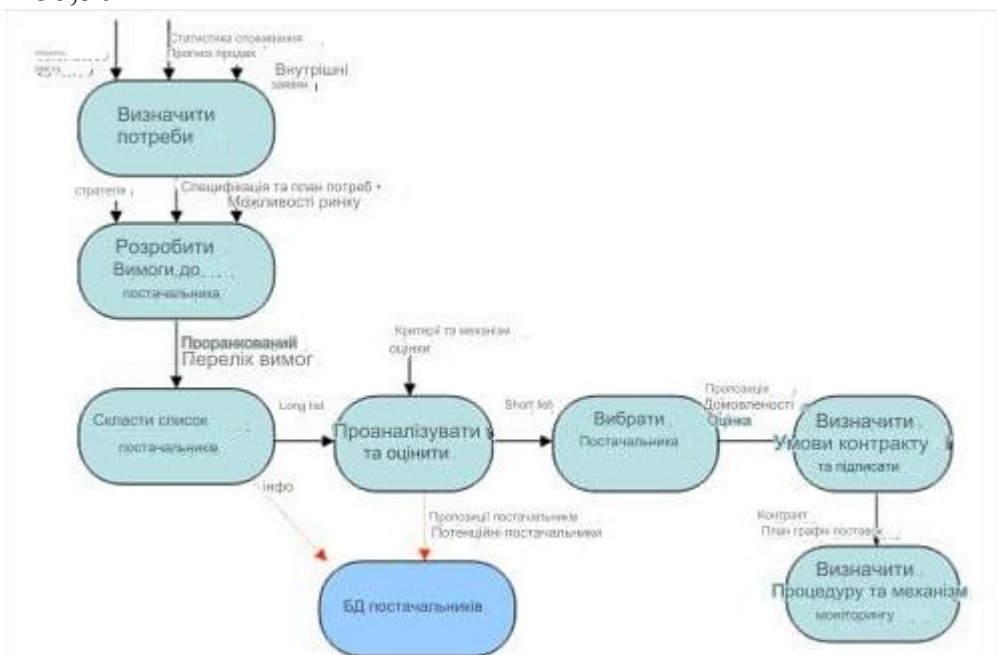 Статистика споживання
Прогноз продаж
Внутрішні
заявки
Визначити
потреби
стратегія
Специфікація та план потреб
Можливості ринку
Розробити
Вимоги до
постачальника
Проранкований
Перелік вимог
Критерії та механізм
оцінки
Скласти список
постачальників
Long list
Проаналізувати
та оцінити
Short list
Вибрати
Постачальника
Пропозиція
Домовленості
Оцінка
Визначити
Умови контракту
та підписати
інфо
Пропозиції постачальників
Потенційні постачальники
Контракт
План графік
БД постачальників
Визначити
Процедуру та механізм
моніторингу